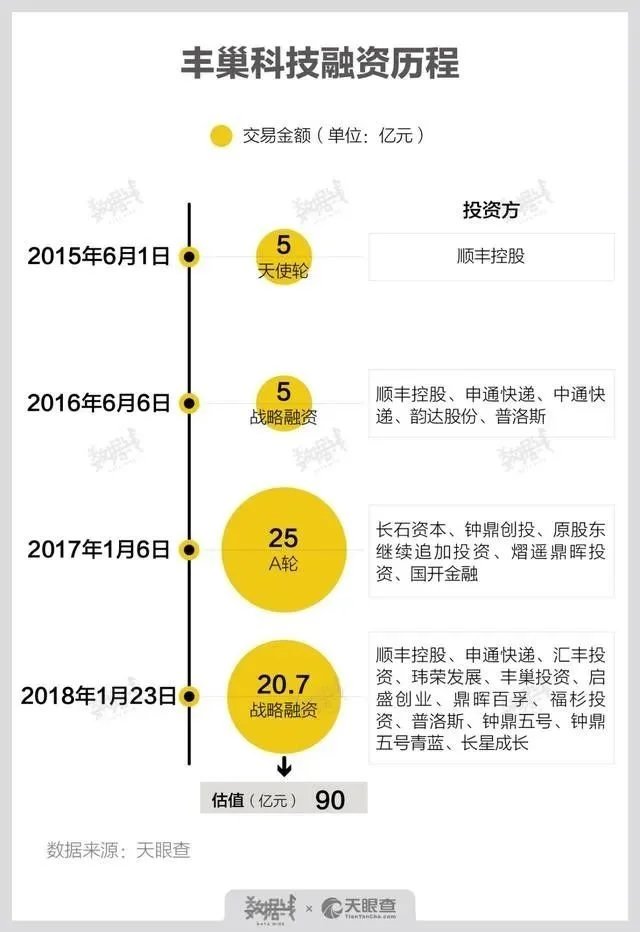 丰巢科技融资历程
交易金额（单位：亿元）
投资方
2015年6月1日
5
天使轮
顺丰控股
2016年6月6日
5
战略融资
顺丰控股、申通快递、中通快
递、韵达股份、普洛斯
2017年1月6日
25
A轮
长石资本、钟鼎创投、原股东
继续追加投资、熠遥鼎晖投
资、国开金融
2018年1月23日
20.7
战略融资
顺丰控股、申通快递、汇丰投
资、玮荣发展、丰巢投资、启
盛创业、鼎晖百孚、福杉投
资、普洛斯、钟鼎五号、钟鼎
五号青蓝、长星成长
估值（亿元） 90
数据来源：天眼查
× 天眼查
TianYanCha.com